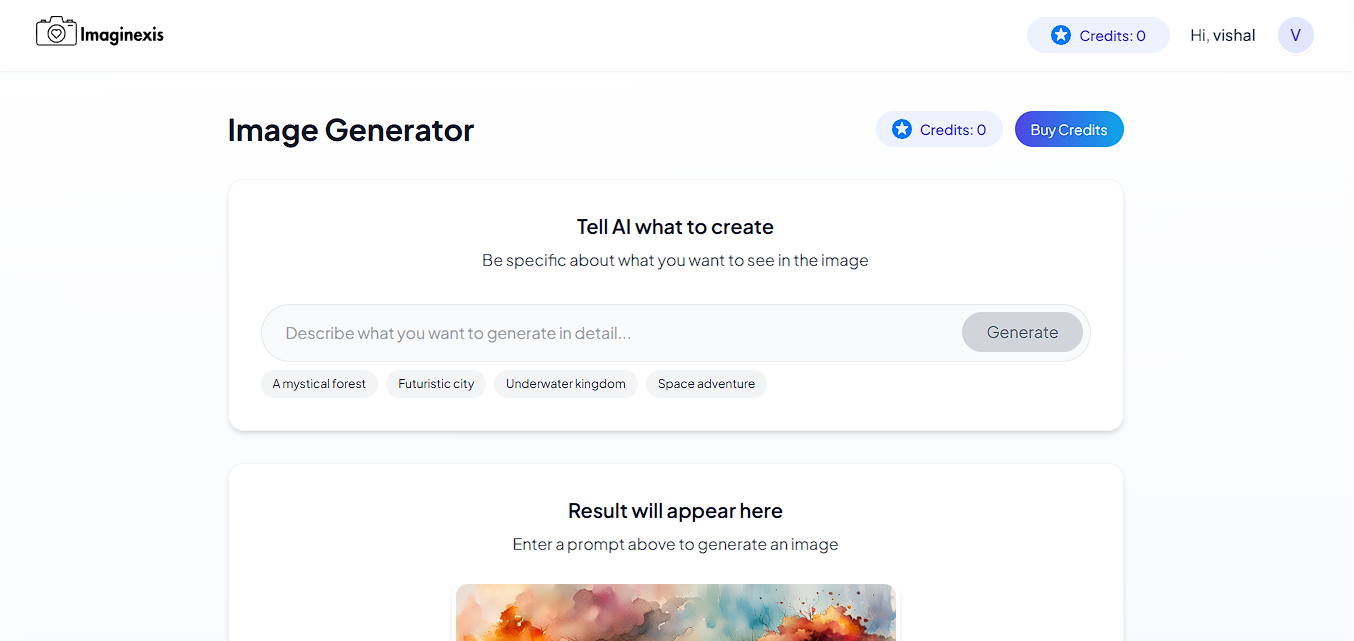 Imaginexis
Credits: 0
Hi, vishal
V
Image Generator
Credits: 0
Buy Credits
Tell AI what to create
Be specific about what you want to see in the image
Describe what you want to generate in detail...
Generate
A mystical forest
Futuristic city
Underwater kingdom
Space adventure
Result will appear here
Enter a prompt above to generate an image